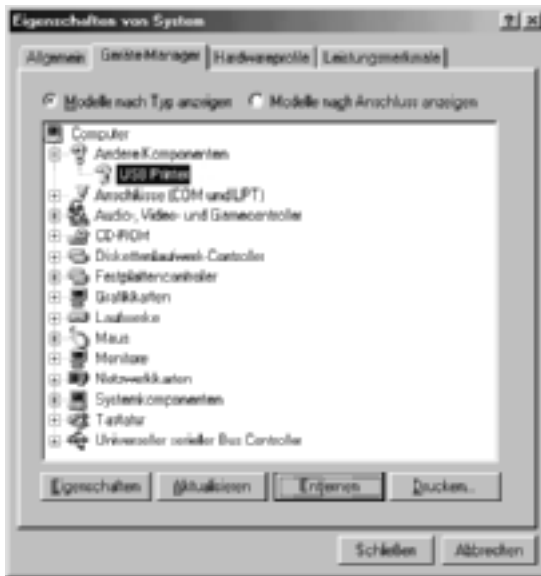 Eigenschaften von System
Allgemein Geräte-Manager Hardwareprofile Leistungsmerkmale
Modelle nach Typ anzeigen Modelle nach Anschluss anzeigen
Computer
Andere Komponenten
USB Printer
Anschlüsse (COM und LPT)
Audio-, Video- und Gamecontroller
CD-ROM
Diskettenlaufwerk-Controller
Festplattencontroller
Grafikkarten
Laufwerke
Maus
Monitore
Netzwerkkarten
Systemkomponenten
Tastatur
Universeller serieller Bus Controller
Eigenschaften Aktualisieren Entfernen Drucken...
Schließen Abbrechen